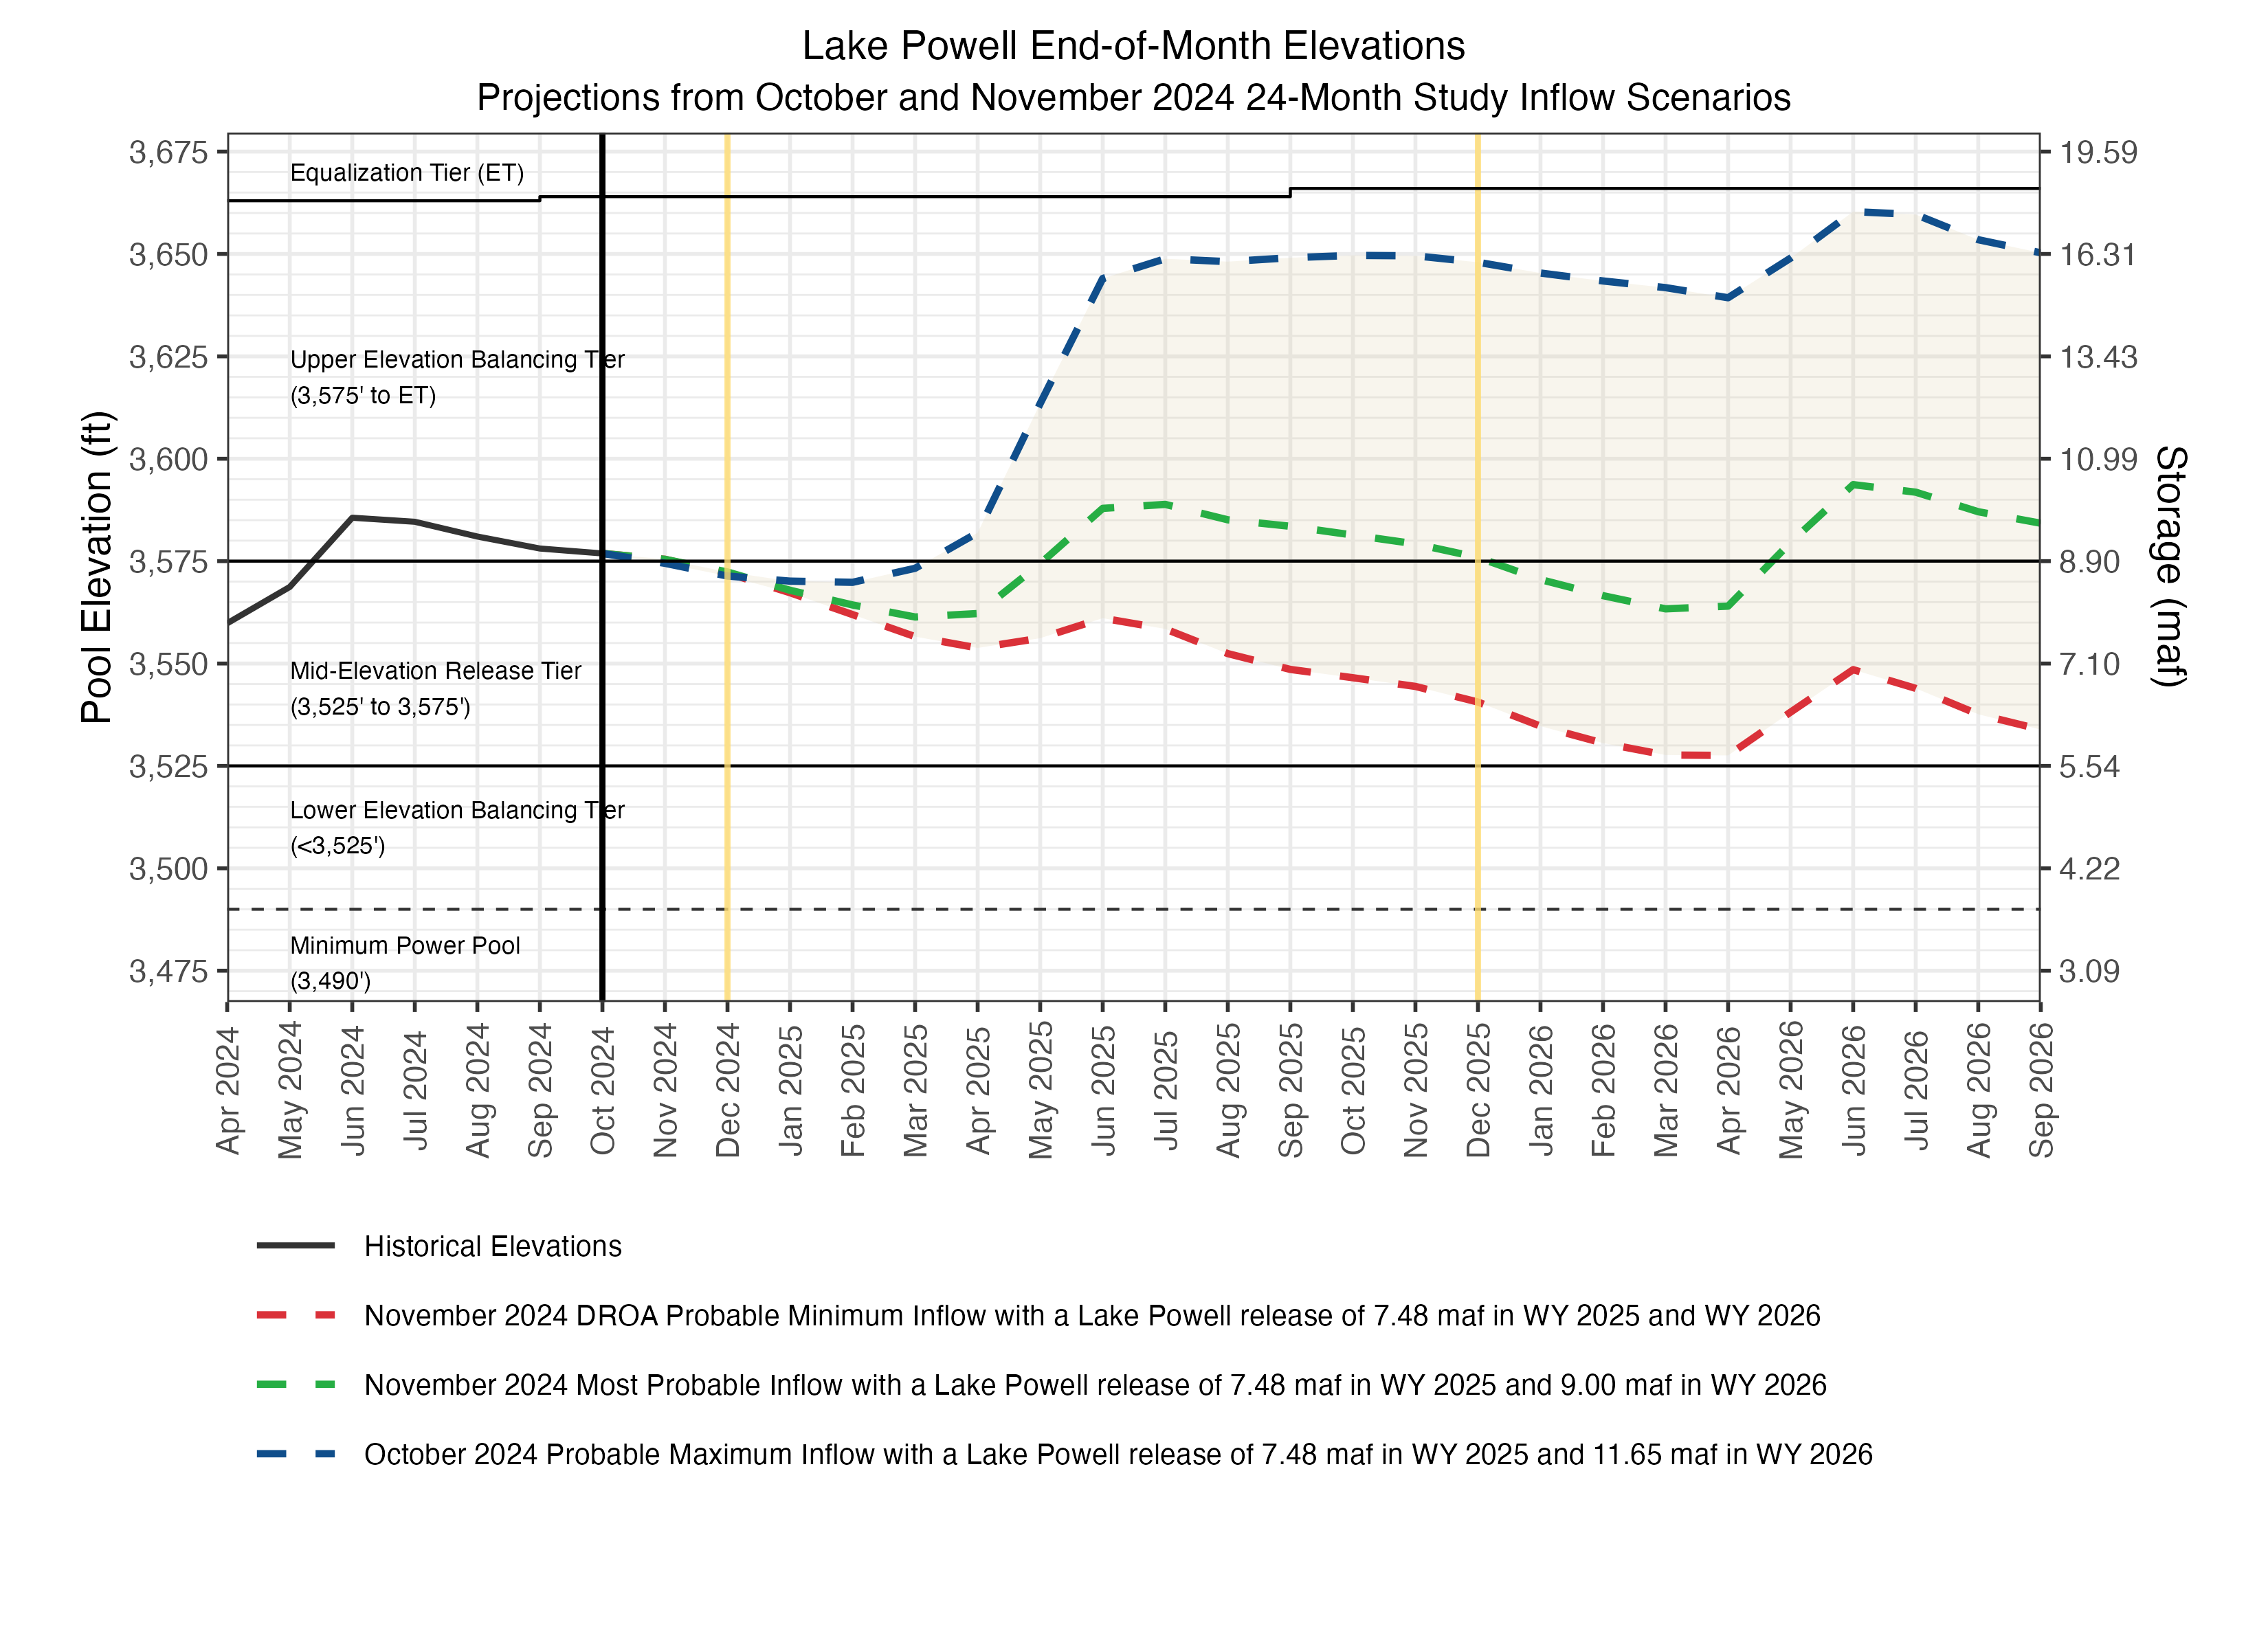 Lake Powell End-of-Month Elevations
Projections from October and November 2024 24-Month Study Inflow Scenarios
Pool Elevation (ft)
3,675
3,650
3,625
3,600
3,575
3,550
3,525
3,500
3,475
Equalization Tier (ET)
Upper Elevation Balancing Tier
(3,575' to ET)
Mid-Elevation Release Tier
(3,525' to 3,575')
Lower Elevation Balancing Tier
(<3,525')
Minimum Power Pool
(3,490')
19.59
16.31
13.43
10.99
8.90
7.10
5.54
4.22
3.09
Storage (maf)
Apr 2024
May 2024
Jun 2024
Jul 2024
Aug 2024
Sep 2024
Oct 2024
Nov 2024
Dec 2024
Jan 2025
Feb 2025
Mar 2025
Apr 2025
May 2025
Jun 2025
Jul 2025
Aug 2025
Sep 2025
Oct 2025
Nov 2025
Dec 2025
Jan 2026
Feb 2026
Mar 2026
Apr 2026
May 2026
Jun 2026
Jul 2026
Aug 2026
Sep 2026
Historical Elevations
November 2024 DROA Probable Minimum Inflow with a Lake Powell release of 7.48 maf in WY 2025 and WY 2026
November 2024 Most Probable Inflow with a Lake Powell release of 7.48 maf in WY 2025 and 9.00 maf in WY 2026
October 2024 Probable Maximum Inflow with a Lake Powell release of 7.48 maf in WY 2025 and 11.65 maf in WY 2026